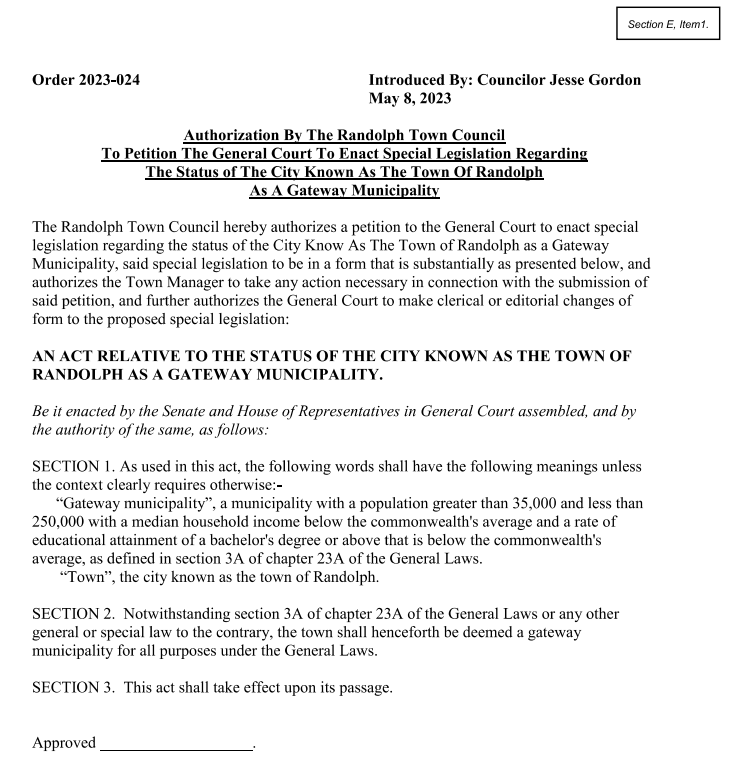 Section E, Item1.
Order 2023-024 Introduced By: Councilor Jesse Gordon
May 8, 2023
Authorization By The Randolph Town Council
To Petition The General Court To Enact Special Legislation Regarding
The Status of The City Known As The Town Of Randolph
As A Gateway Municipality
The Randolph Town Council hereby authorizes a petition to the General Court to enact special
legislation regarding the status of the City Know As The Town of Randolph as a Gateway
Municipality, said special legislation to be in a form that is substantially as presented below, and
authorizes the Town Manager to take any action necessary in connection with the submission of
said petition, and further authorizes the General Court to make clerical or editorial changes of
form to the proposed special legislation:
AN ACT RELATIVE TO THE STATUS OF THE CITY KNOWN AS THE TOWN OF
RANDOLPH AS A GATEWAY MUNICIPALITY.
Be it enacted by the Senate and House of Representatives in General Court assembled, and by
the authority of the same, as follows:
SECTION 1. As used in this act, the following words shall have the following meanings unless
the context clearly requires otherwise:-
“Gateway municipality”, a municipality with a population greater than 35,000 and less than
250,000 with a median household income below the commonwealth's average and a rate of
educational attainment of a bachelor's degree or above that is below the commonwealth's
average, as defined in section 3A of chapter 23A of the General Laws.
“Town”, the city known as the town of Randolph.
SECTION 2. Notwithstanding section 3A of chapter 23A of the General Laws or any other
general or special law to the contrary, the town shall henceforth be deemed a gateway
municipality for all purposes under the General Laws.
SECTION 3. This act shall take effect upon its passage.
Approved ____________________.